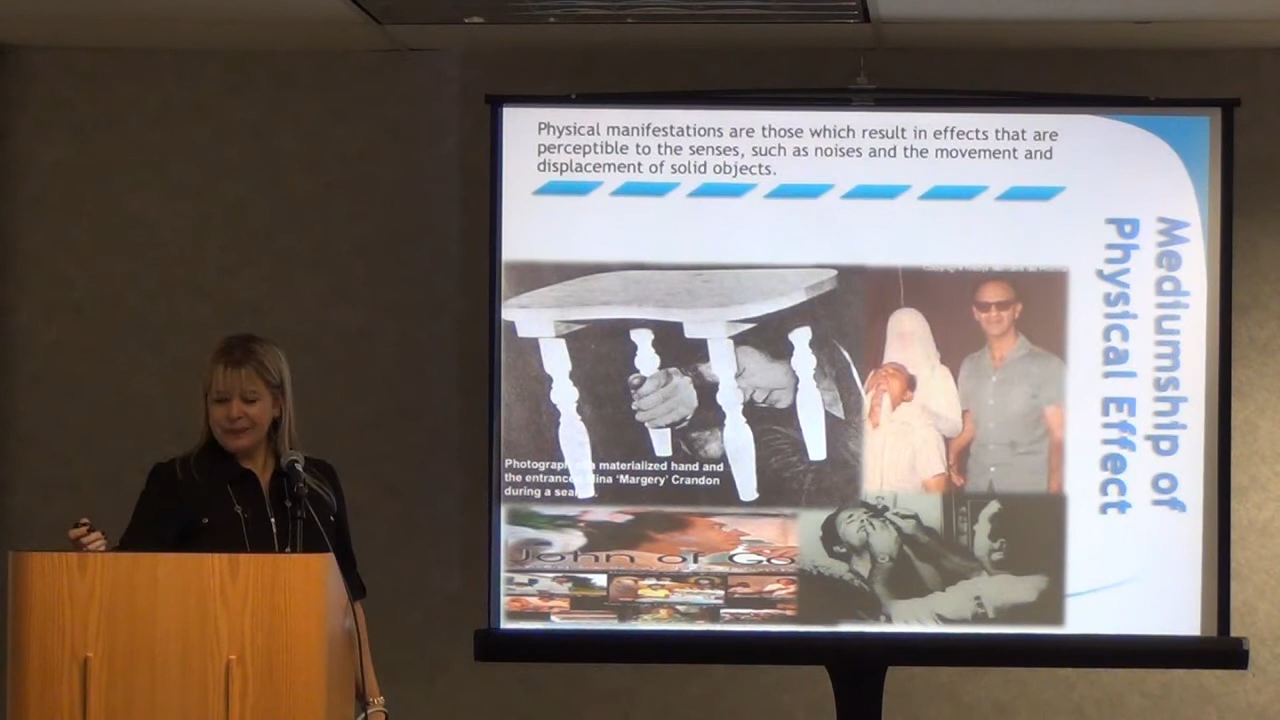 Physical manifestations are those which result in effects that are
perceptible to the senses, such as noises and the movement and
displacement of solid objects.
Mediumship of
Physical Effect
Photograph a materialized hand and
the entranced 'Margery' Crandon
during a
John of Go